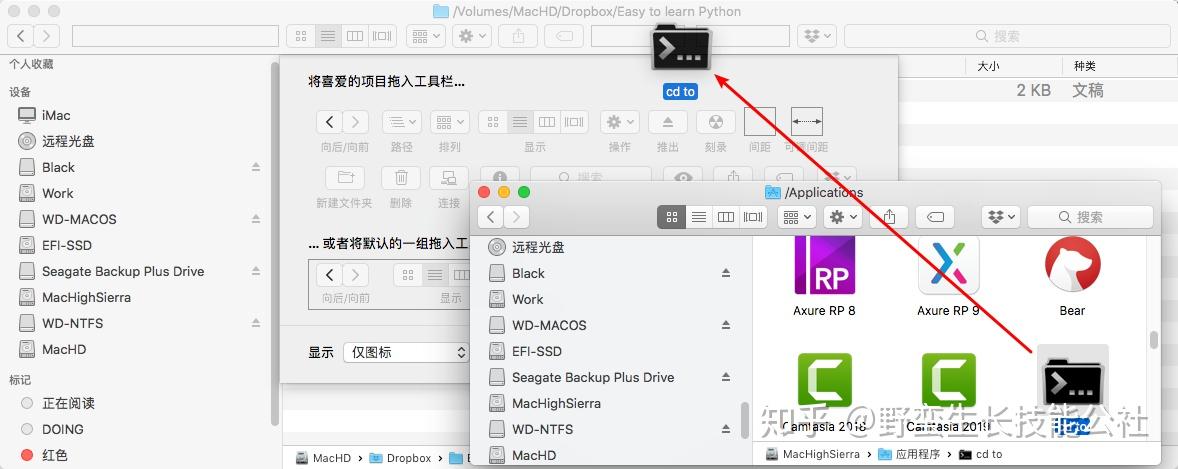 /Volumes/MacHD/Dropbox/Easy to learn Python
搜索
个人收藏
设备
iMac
远程光盘
Black
Work
WD-MACOS
EFI-SSD
Seagate Backup Plus Drive
MacHighSierra
WD-NTFS
MacHD
标记
正在阅读
DOING
红色
大小
种类
2 KB
文稿
将喜爱的项目拖入工具栏...
cd to
向后/向前
路径
排列
显示
操作
推出
刻录
间距
可调间距
搜索
新建文件夹
删除
连接
... 或者将默认的一组拖入工
向后/向前
显示
显示
仅图标
MacHD
Dropbox
/Applications
搜索
远程光盘
Black
Work
WD-MACOS
EFI-SSD
Seagate Backup Plus Drive
MacHighSierra
WD-NTFS
MacHD
RP
Axure RP 8
Axure RP 9
Bear
Camtasia 2018
Camtasia 2019
知乎 @野蛮生长技能公社
MacHighSierra
应用程序
cd to